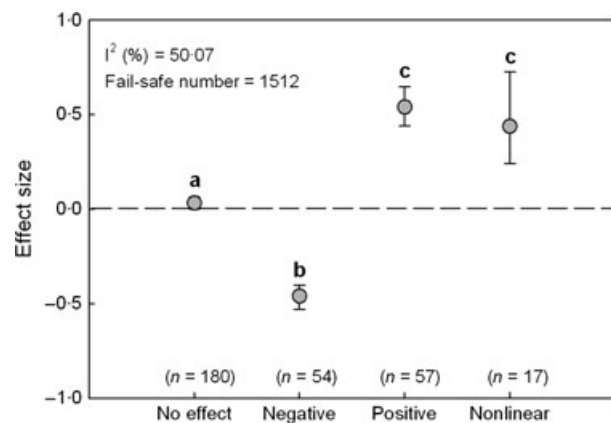 1·0
I² (%) = 50·07
Fail-safe number = 1512
c c
0·5
a
0·0
b
–0·5
(n = 180) (n = 54) (n = 57) (n = 17)
–1·0
No effect Negative Positive Nonlinear
Effect size